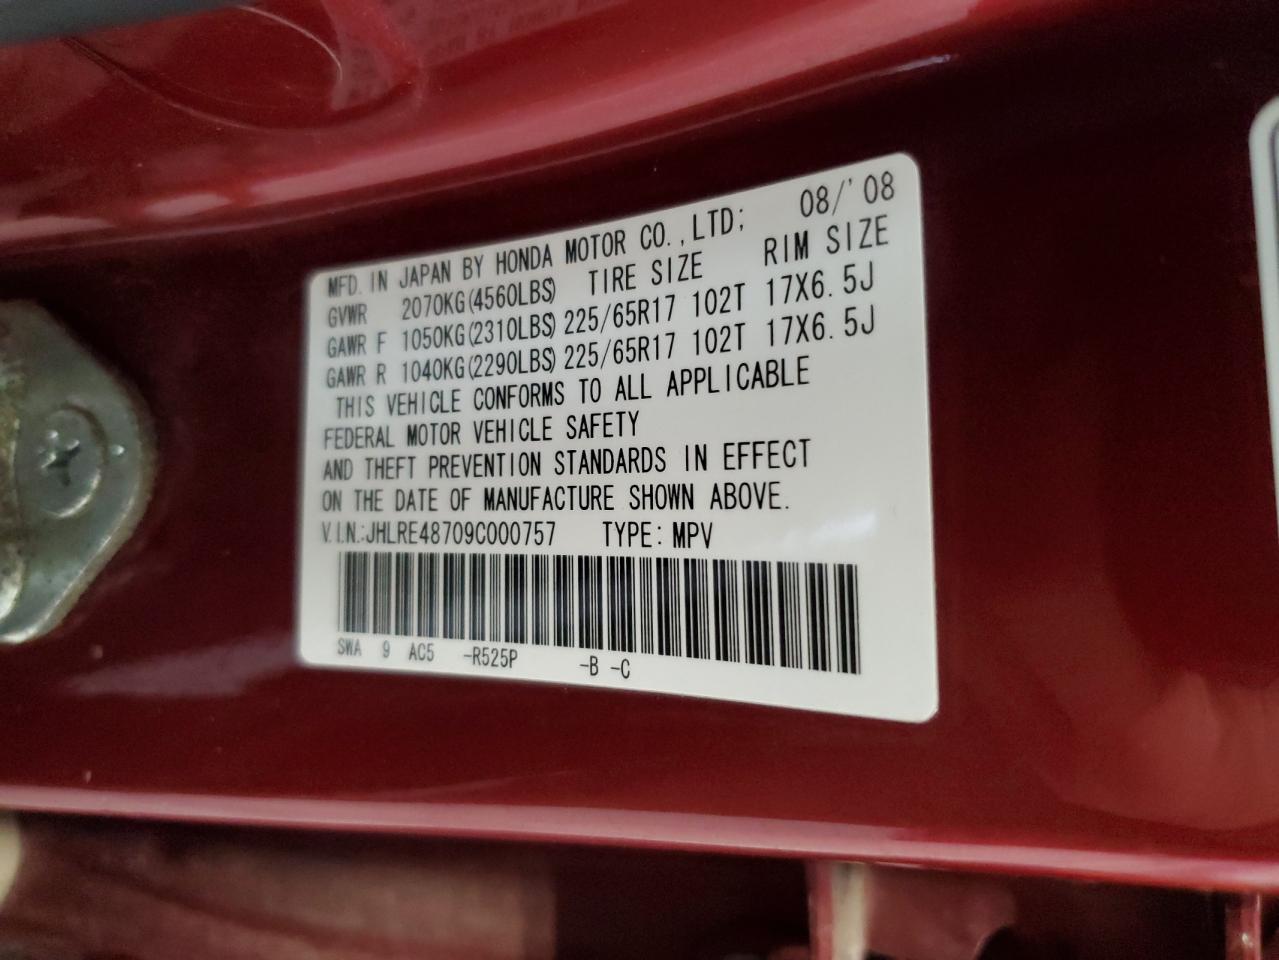 MFD. IN JAPAN BY HONDA MOTOR CO.,LTD; 08/'08
GVWR 2070KG(4560LBS) TIRE SIZE RIM SIZE
GAWR F 1050KG(2310LBS) 225/65R17 102T 17X6.5J
GAWR R 1040KG(2290LBS) 225/65R17 102T 17X6.5J
THIS VEHICLE CONFORMS TO ALL APPLICABLE
FEDERAL MOTOR VEHICLE SAFETY
AND THEFT PREVENTION STANDARDS IN EFFECT
ON THE DATE OF MANUFACTURE SHOWN ABOVE.
V.I.N.:JHLRE48709C000757 TYPE: MPV
SWA 9 AC5 -R525P -B -C